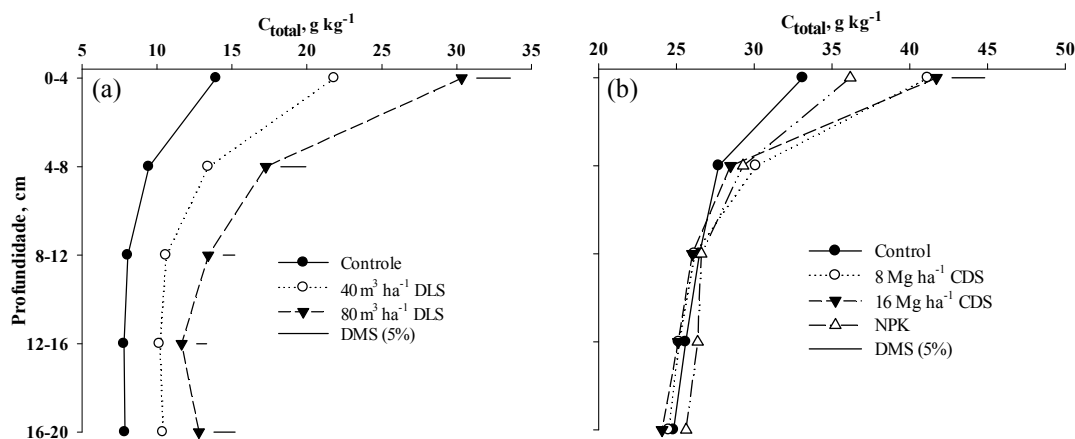 C_total, g kg^-1
5 10 15 20 25 30 35
(a)
Profundidade, cm
0-4
4-8
8-12
12-16
16-20
Controle
40 m³ ha⁻¹ DLS
80 m³ ha⁻¹ DLS
DMS (5%)
C_total, g kg^-1
20 25 30 35 40 45 50
(b)
Control
8 Mg ha⁻¹ CDS
16 Mg ha⁻¹ CDS
NPK
DMS (5%)